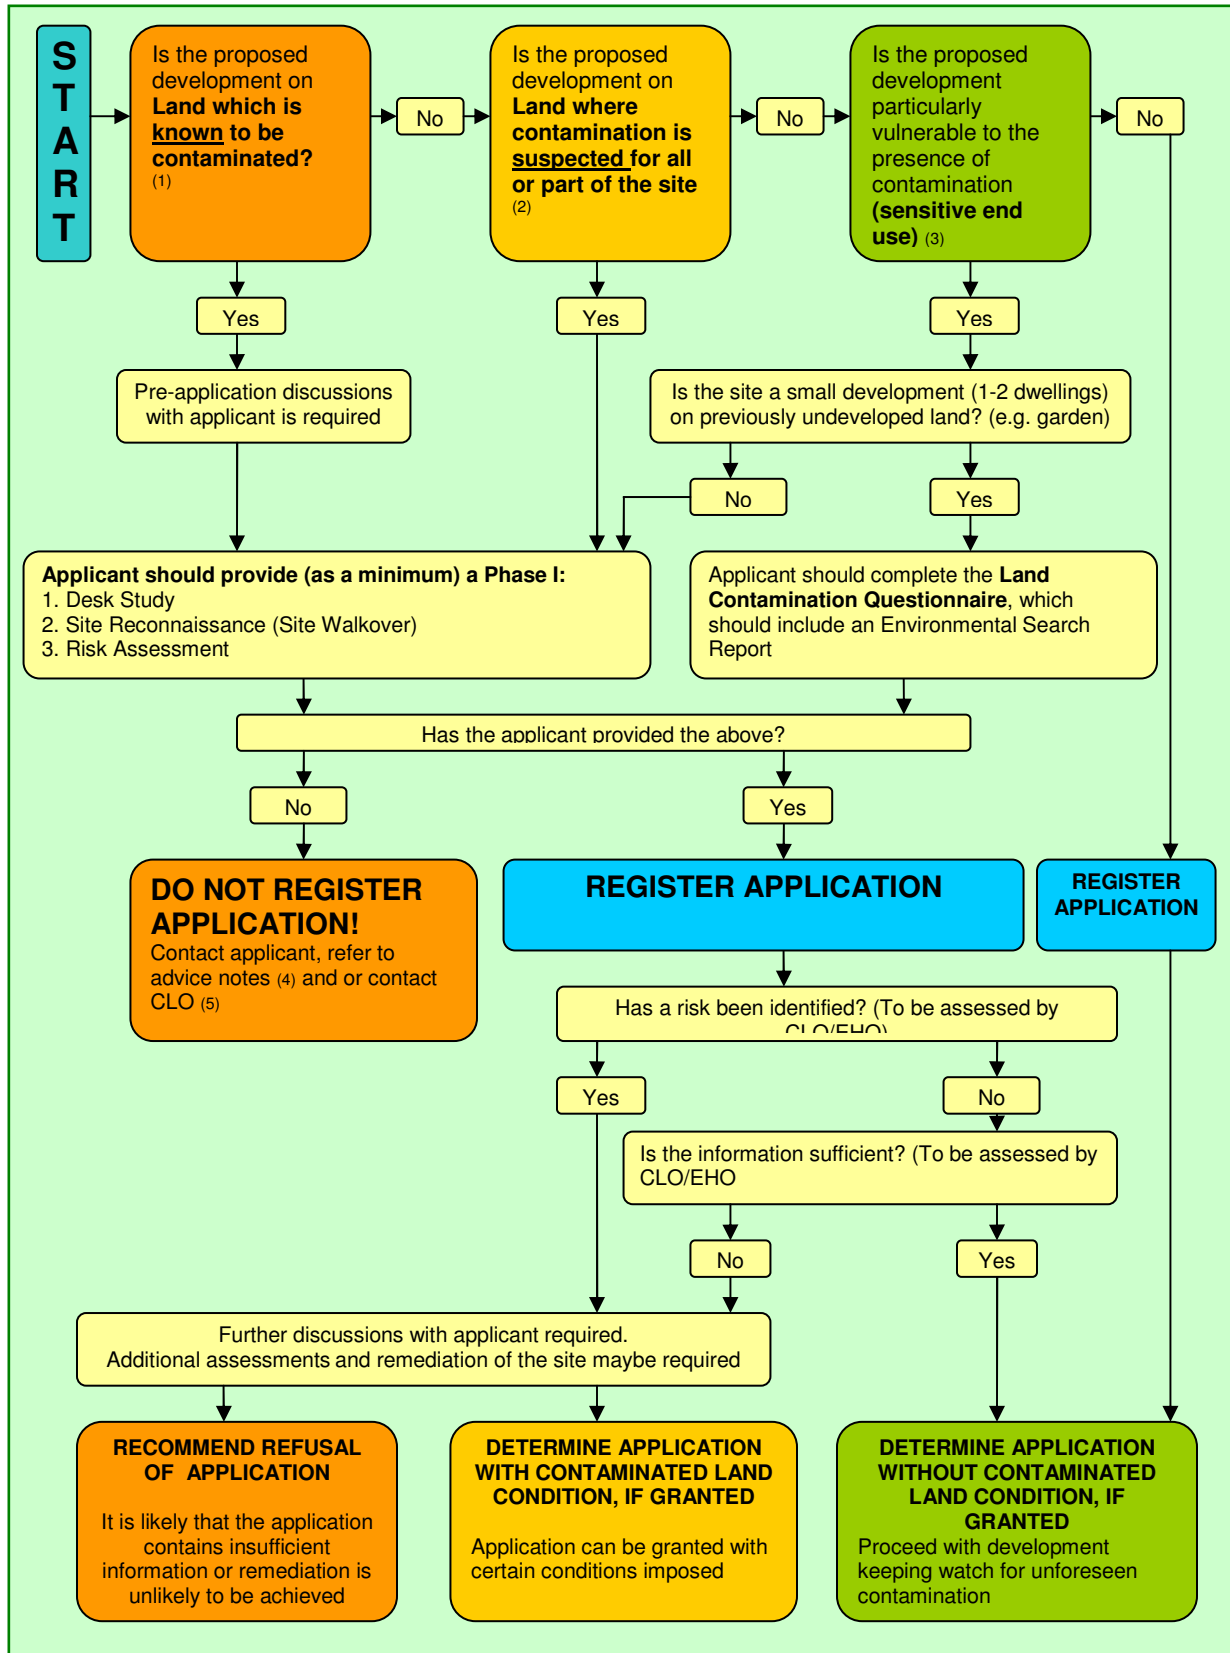 START
Is the proposed
development on
Land which is
known to be
contaminated?
(1)
No
Is the proposed
development on
Land where
contamination is
suspected for all
or part of the site
(2)
No
Is the proposed
development
particularly
vulnerable to the
presence of
contamination
(sensitive end
use) (3)
No
Yes
Yes
Yes
Pre-application discussions
with applicant is required
Is the site a small development (1-2 dwellings)
on previously undeveloped land? (e.g. garden)
No
Yes
Applicant should provide (as a minimum) a Phase I:
1. Desk Study
2. Site Reconnaissance (Site Walkover)
3. Risk Assessment
Applicant should complete the Land
Contamination Questionnaire, which
should include an Environmental Search
Report
Has the applicant provided the above?
No
Yes
DO NOT REGISTER
APPLICATION!
Contact applicant, refer to
advice notes (4) and or contact
CLO (5)
REGISTER APPLICATION
REGISTER
APPLICATION
Has a risk been identified? (To be assessed by
CLO/EHO)
Yes
No
Is the information sufficient? (To be assessed by
CLO/EHO
No
Yes
Further discussions with applicant required.
Additional assessments and remediation of the site maybe required
RECOMMEND REFUSAL
OF APPLICATION
It is likely that the application
contains insufficient
information or remediation is
unlikely to be achieved
DETERMINE APPLICATION
WITH CONTAMINATED LAND
CONDITION, IF GRANTED
Application can be granted with
certain conditions imposed
DETERMINE APPLICATION
WITHOUT CONTAMINATED
LAND CONDITION, IF
GRANTED
Proceed with development
keeping watch for unforeseen
contamination